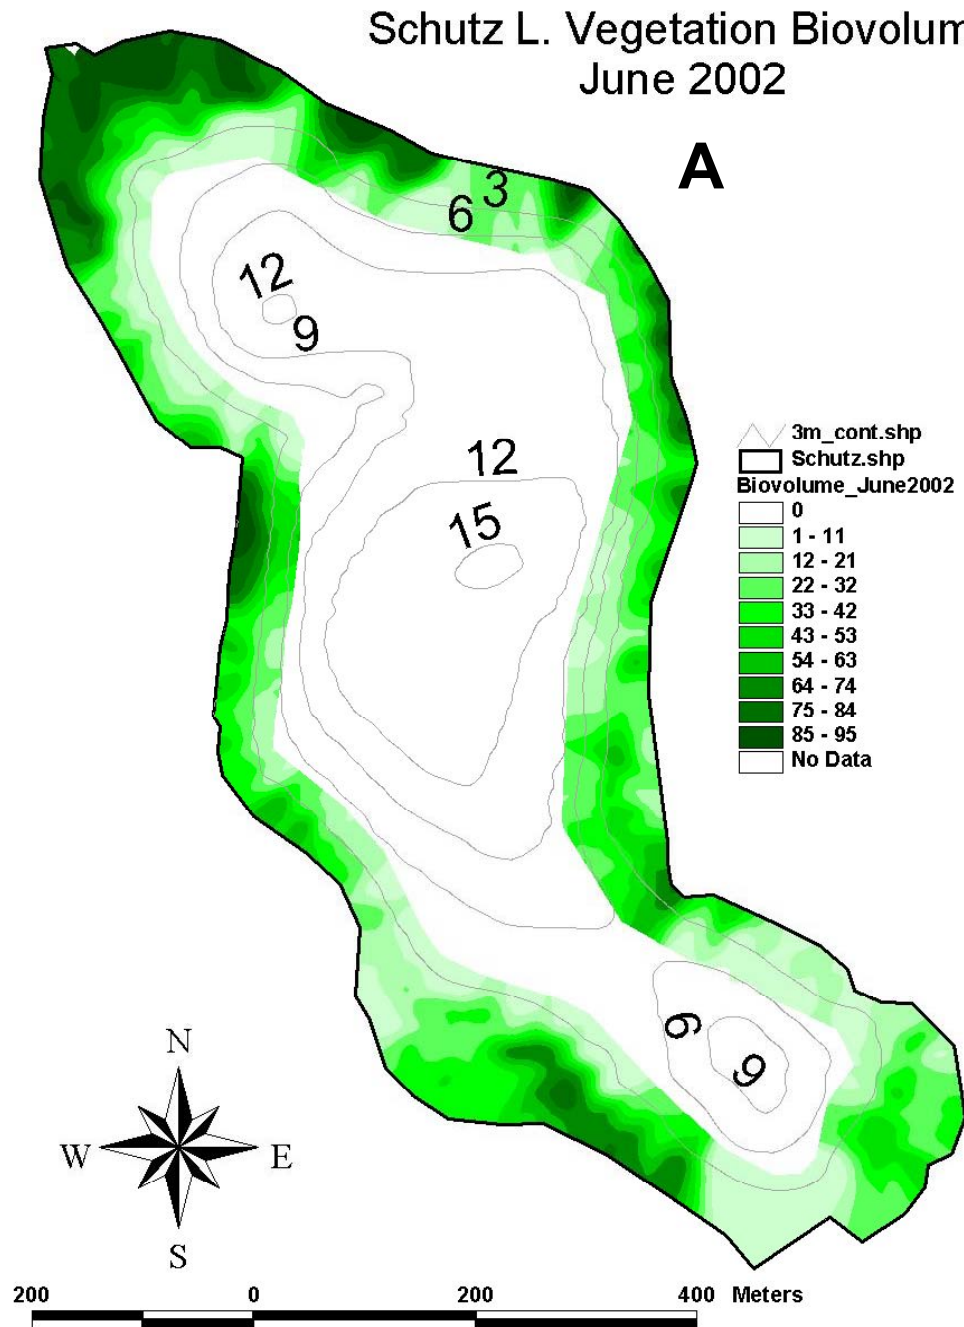 Schutz L. Vegetation Biovolum
June 2002
A
3
6
12
9
12
15
3m_cont.shp
Schutz.shp
Biovolume_June2002
0
1 - 11
12 - 21
22 - 32
33 - 42
43 - 53
54 - 63
64 - 74
75 - 84
85 - 95
No Data
6
9
N
W E
S
200 0 200 400 Meters